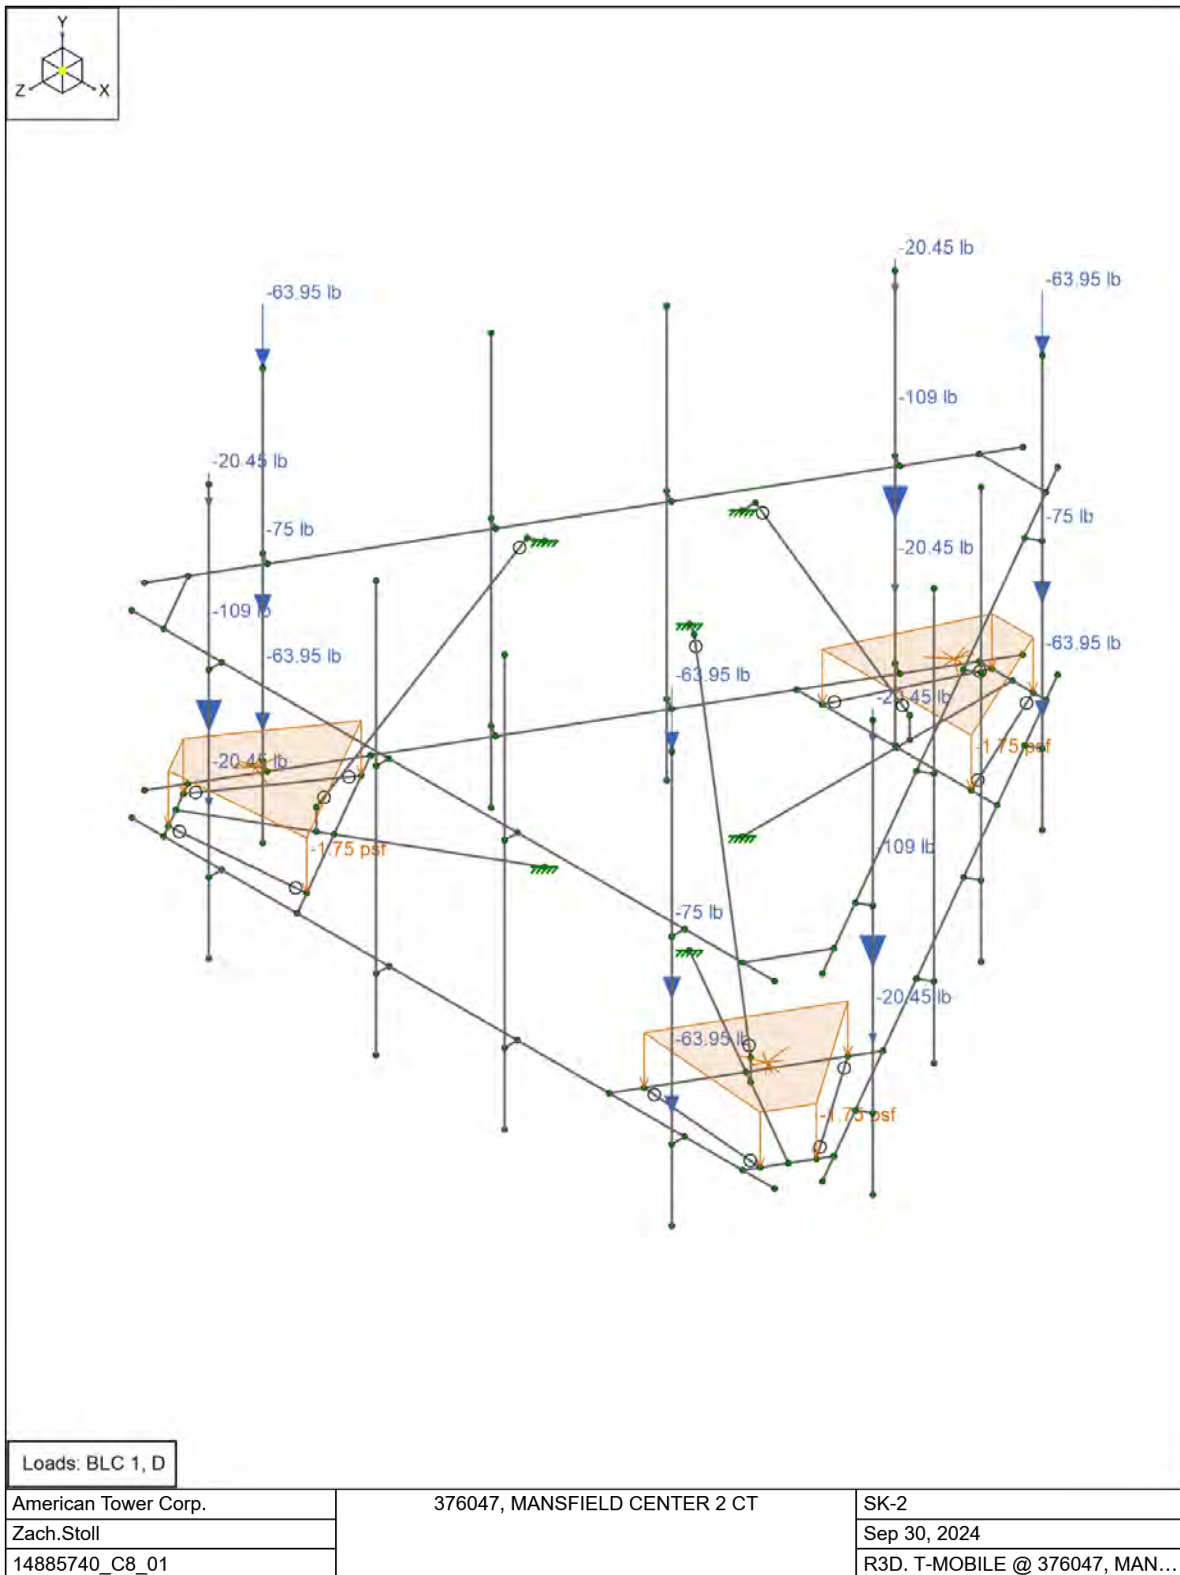 Y
Z
X
-20.45 lb
-63.95 lb
-63.95 lb
-109 lb
-20.45 lb
-75 lb
-75 lb
-20.45 lb
-109 lb
-63.95 lb
-63.95 lb
-63.95 lb
-20.45 lb
-1.75 psf
-20.45 lb
-1.75 psf
-109 lb
-75 lb
-20.45 lb
-63.95 lb
-1.75 psf
Loads: BLC 1, D
American Tower Corp.
376047, MANSFIELD CENTER 2 CT
SK-2
Zach.Stoll
Sep 30, 2024
14885740_C8_01
R3D. T-MOBILE @ 376047, MAN...